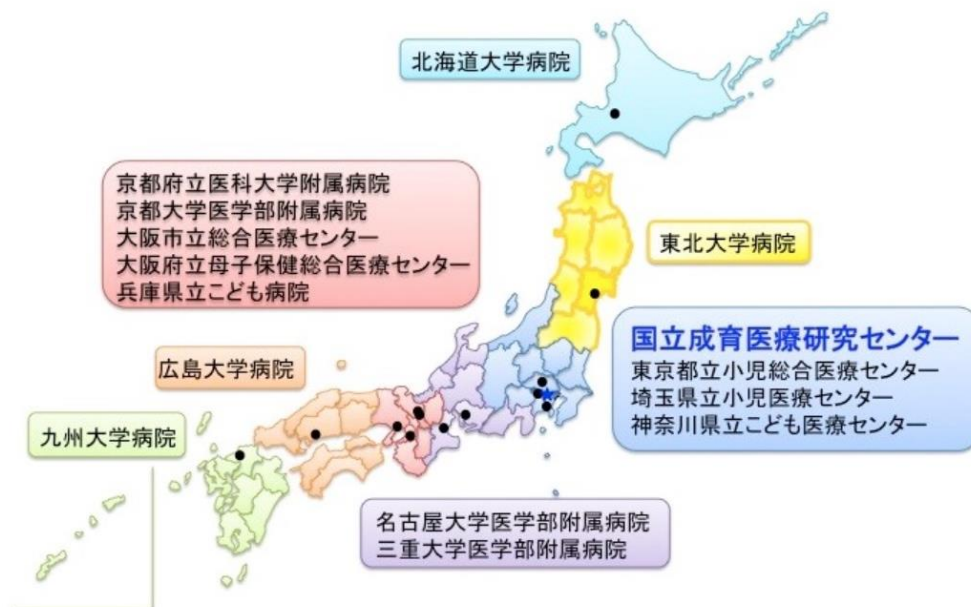 北海道大学病院
京都府立医科大学附属病院
京都大学医学部附属病院
大阪市立総合医療センター
大阪府立母子保健総合医療センター
兵庫県立こども病院
東北大学病院
国立成育医療研究センター
東京都立小児総合医療センター
埼玉県立小児医療センター
神奈川県立こども医療センター
広島大学病院
九州大学病院
名古屋大学医学部附属病院
三重大学医学部附属病院